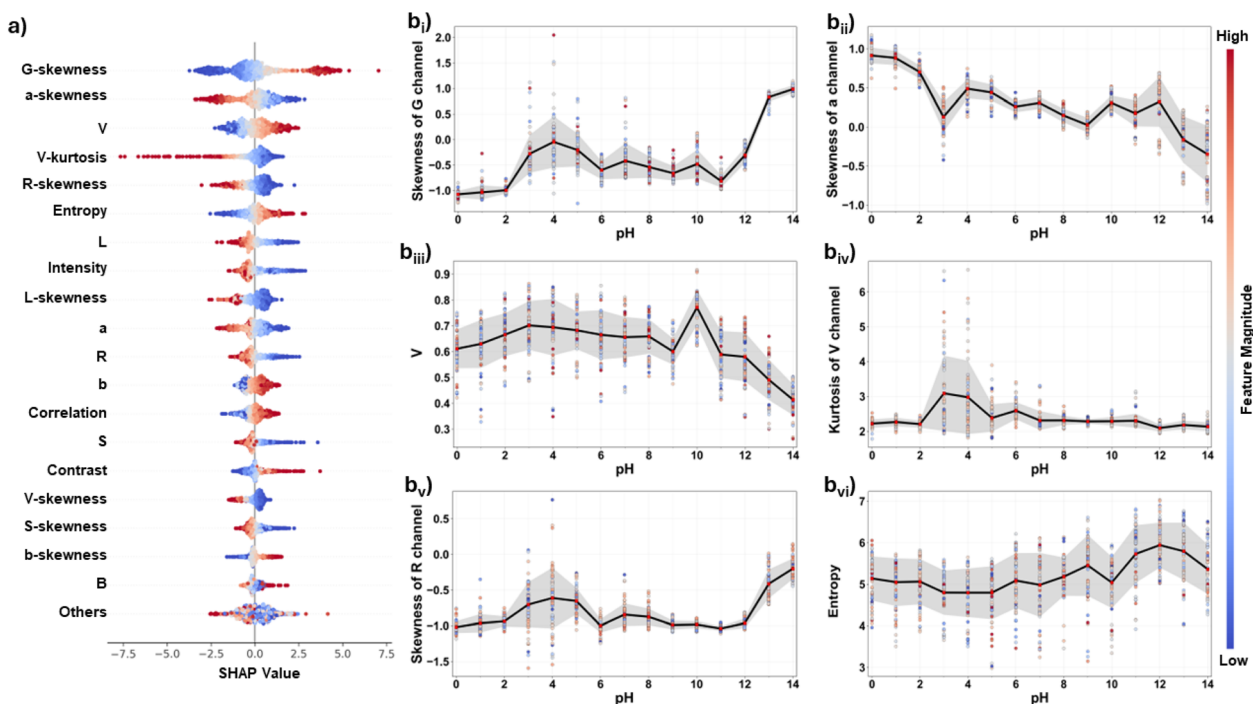 a)
G-skewness
a-skewness
V
V-kurtosis
R-skewness
Entropy
L
Intensity
L-skewness
a
R
b
Correlation
S
Contrast
V-skewness
S-skewness
b-skewness
B
Others
-7.5 -5.0 -2.5 0.0 2.5 5.0 7.5
SHAP Value
bi)
Skewness of G channel
2.0
1.5
1.0
0.5
0.0
−0.5
−1.0
0 2 4 6 8 10 12 14
pH
bii)
Skewness of a channel
1.0
0.5
0.0
−0.5
−1.0
0 2 4 6 8 10 12 14
pH
biii)
V
0.9
0.8
0.7
0.6
0.5
0.4
0.3
0 2 4 6 8 10 12 14
pH
biv)
Kurtosis of V channel
6
5
4
3
2
0 2 4 6 8 10 12 14
pH
bv)
Skewness of R channel
0.5
0.0
−0.5
−1.0
−1.5
0 2 4 6 8 10 12 14
pH
bvi)
Entropy
7
6
5
4
3
0 2 4 6 8 10 12 14
pH
High
Feature Magnitude
Low